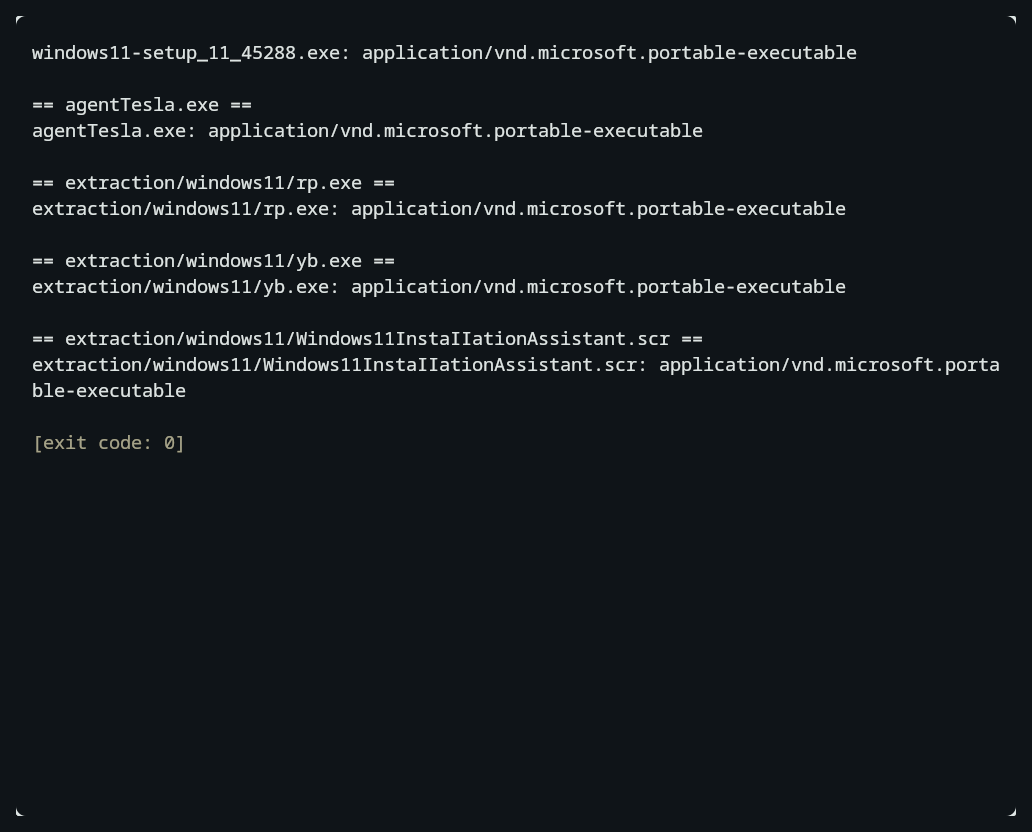 windows11-setup_11_45288.exe: application/vnd.microsoft.portable-executable

== agentTesla.exe ==
agentTesla.exe: application/vnd.microsoft.portable-executable

== extraction/windows11/rp.exe ==
extraction/windows11/rp.exe: application/vnd.microsoft.portable-executable

== extraction/windows11/yb.exe ==
extraction/windows11/yb.exe: application/vnd.microsoft.portable-executable

== extraction/windows11/Windows11InstaIIationAssistant.scr ==
extraction/windows11/Windows11InstaIIationAssistant.scr: application/vnd.microsoft.porta
ble-executable

[exit code: 0]